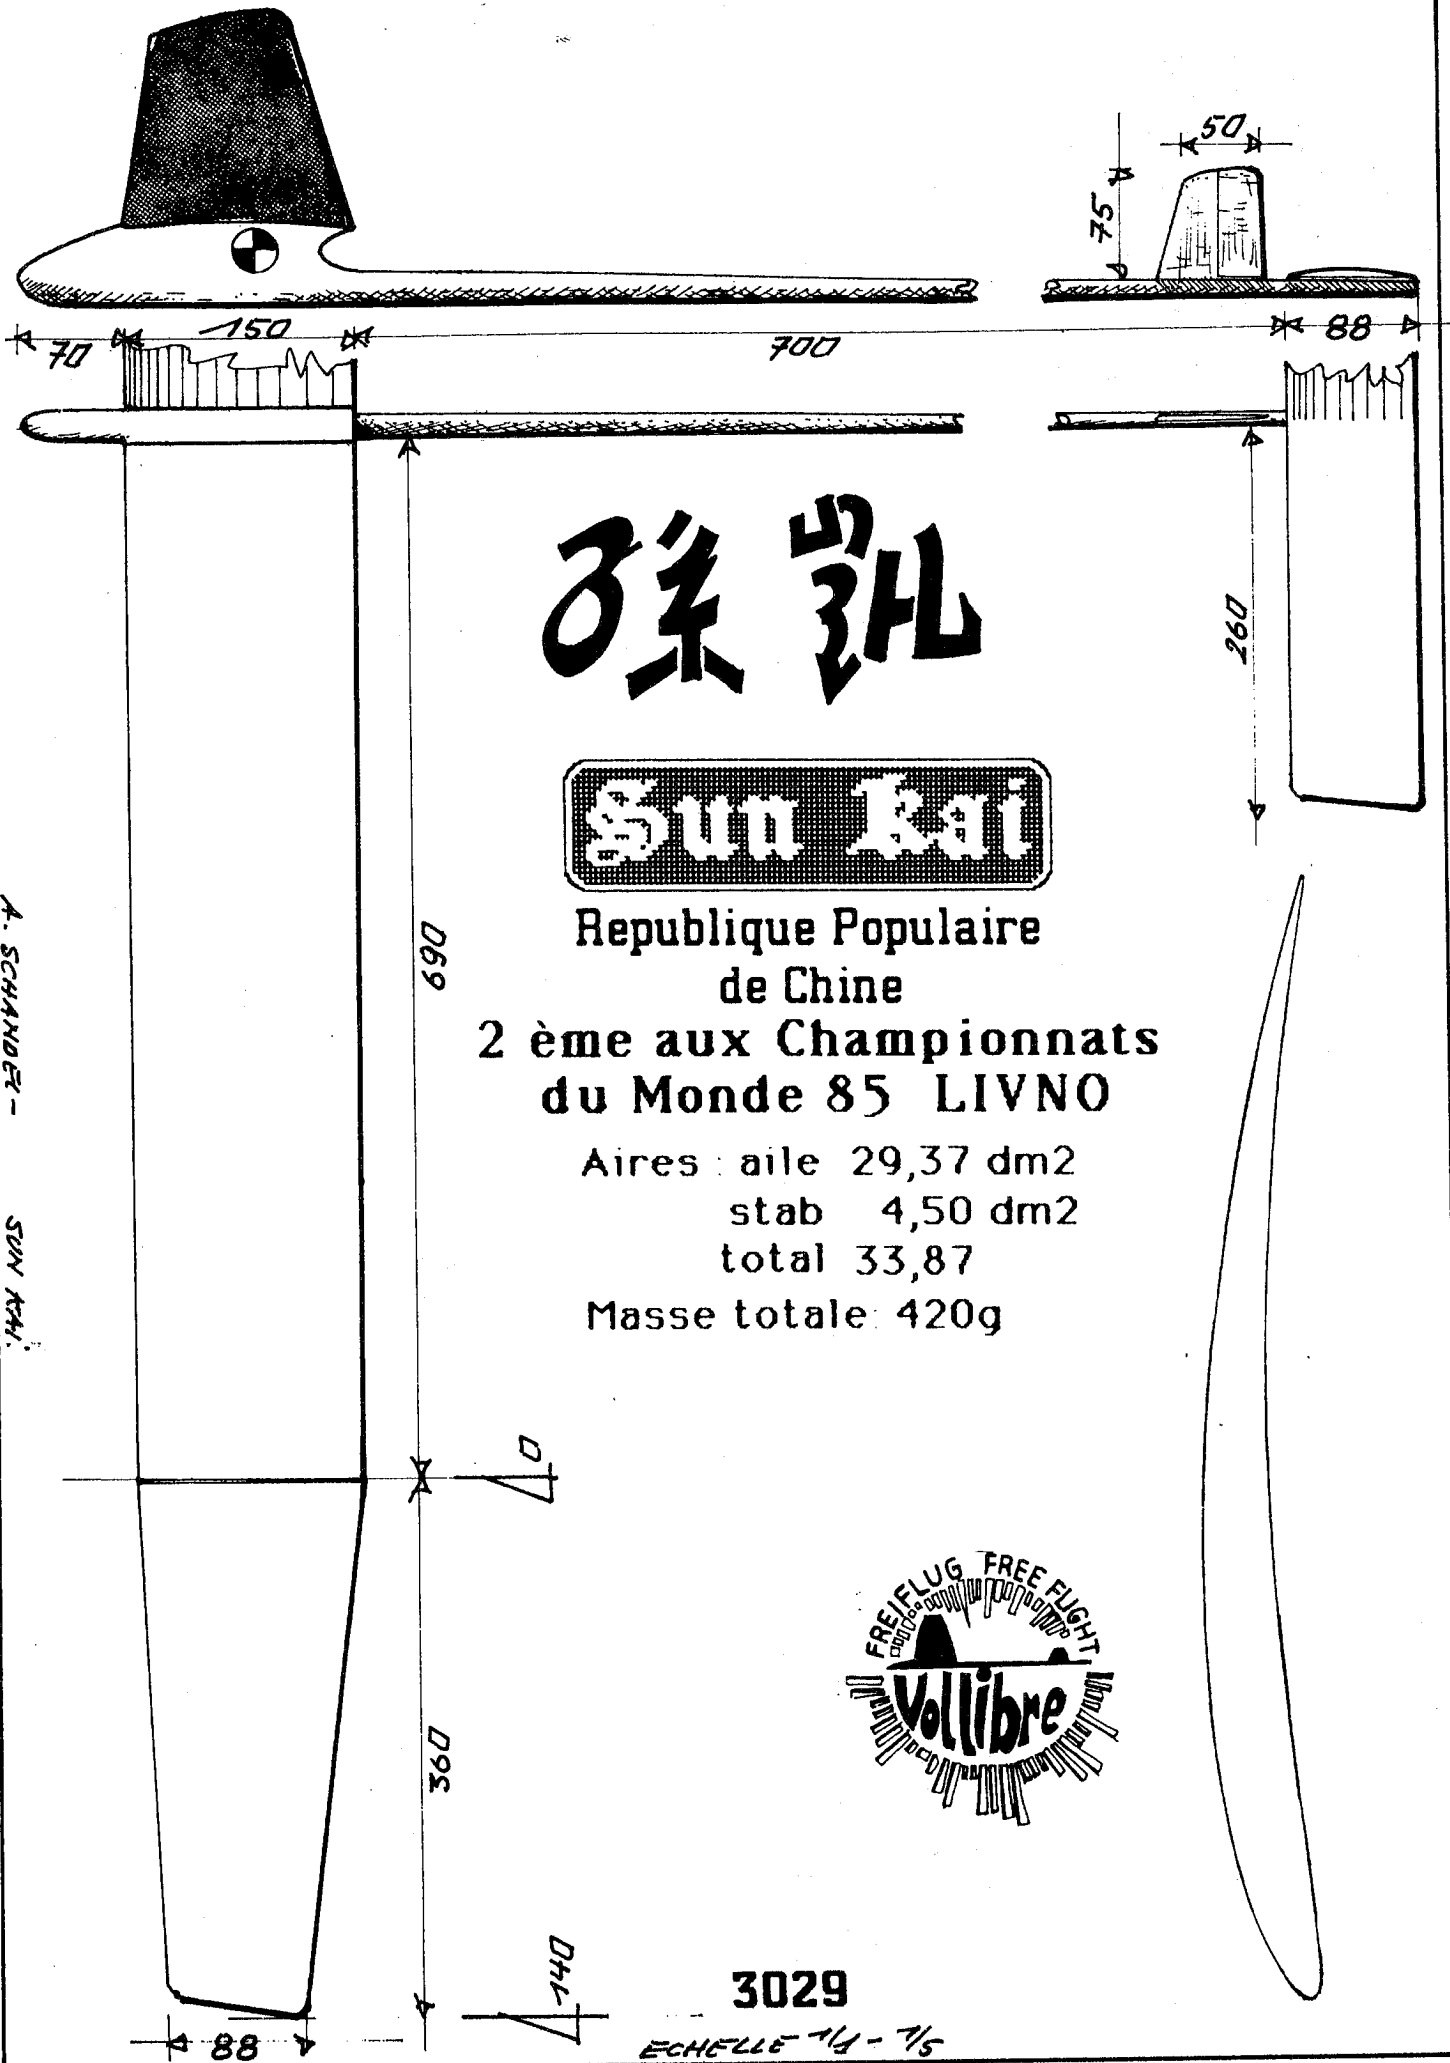 50
75
70
150
700
88
孫 凱
260
Sun Kai
Republique Populaire
de Chine
2 ème aux Championnats
du Monde 85 LIVNO
Aires : aile 29,37 dm2
stab 4,50 dm2
total 33,87
Masse totale: 420g
690
A. SCHANDEL - SUN KAI.
0
FREIFLUG FREE FLIGHT
Vol libre
360
140
88
3029
ECHELLE 1/1 - 1/5